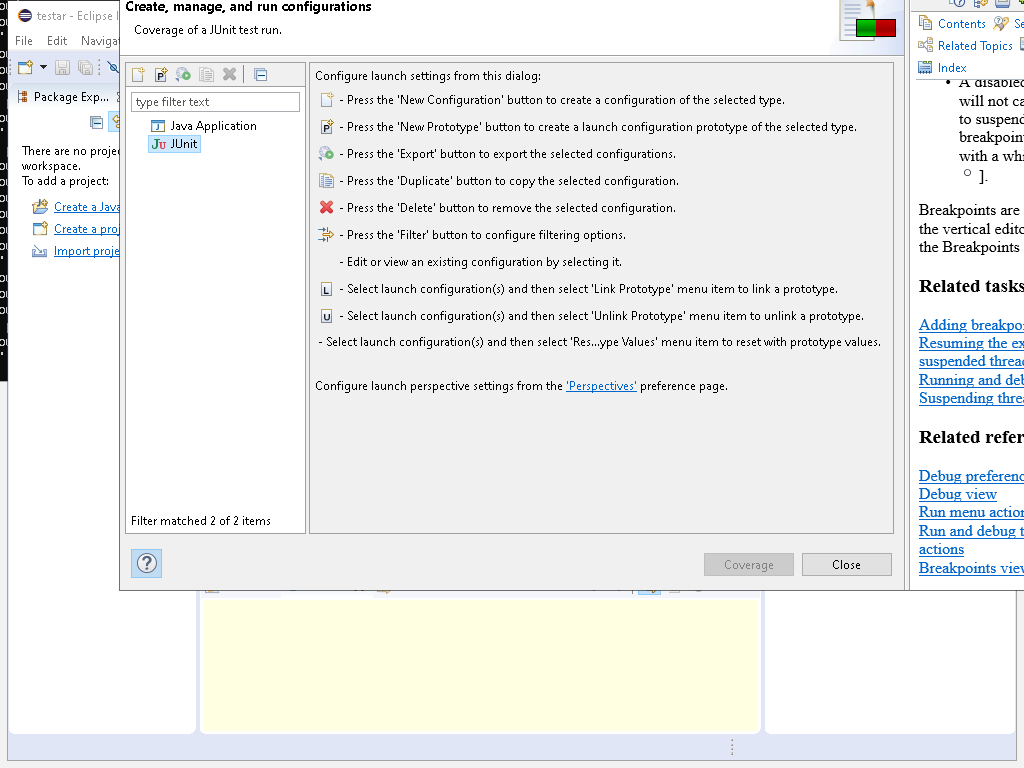 testar - Eclipse
File Edit Naviga
Package Exp...
There are no proje
workspace.
To add a project:
Create a Java
Create a proj
Import proje
Create, manage, and run configurations
Coverage of a JUnit test run.
type filter text
Java Application
JUnit
Filter matched 2 of 2 items
Configure launch settings from this dialog:
- Press the 'New Configuration' button to create a configuration of the selected type.
- Press the 'New Prototype' button to create a launch configuration prototype of the selected type.
- Press the 'Export' button to export the selected configurations.
- Press the 'Duplicate' button to copy the selected configuration.
- Press the 'Delete' button to remove the selected configuration.
- Press the 'Filter' button to configure filtering options.
- Edit or view an existing configuration by selecting it.
- Select launch configuration(s) and then select 'Link Prototype' menu item to link a prototype.
- Select launch configuration(s) and then select 'Unlink Prototype' menu item to unlink a prototype.
- Select launch configuration(s) and then select 'Res...ype Values' menu item to reset with prototype values.
Configure launch perspective settings from the 'Perspectives' preference page.
Coverage
Close
Contents Se
Related Topics
Index
A disabled
will not ca
to suspend
breakpoint
with a whi
].
Breakpoints are
the vertical edito
the Breakpoints
Related tasks
Adding breakpoi
Resuming the ex
suspended threa
Running and deb
Suspending threa
Related refer
Debug preferenc
Debug view
Run menu action
Run and debug t
actions
Breakpoints view